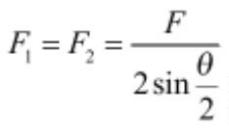 F₁ = F₂ = F / (2 sin θ/2)